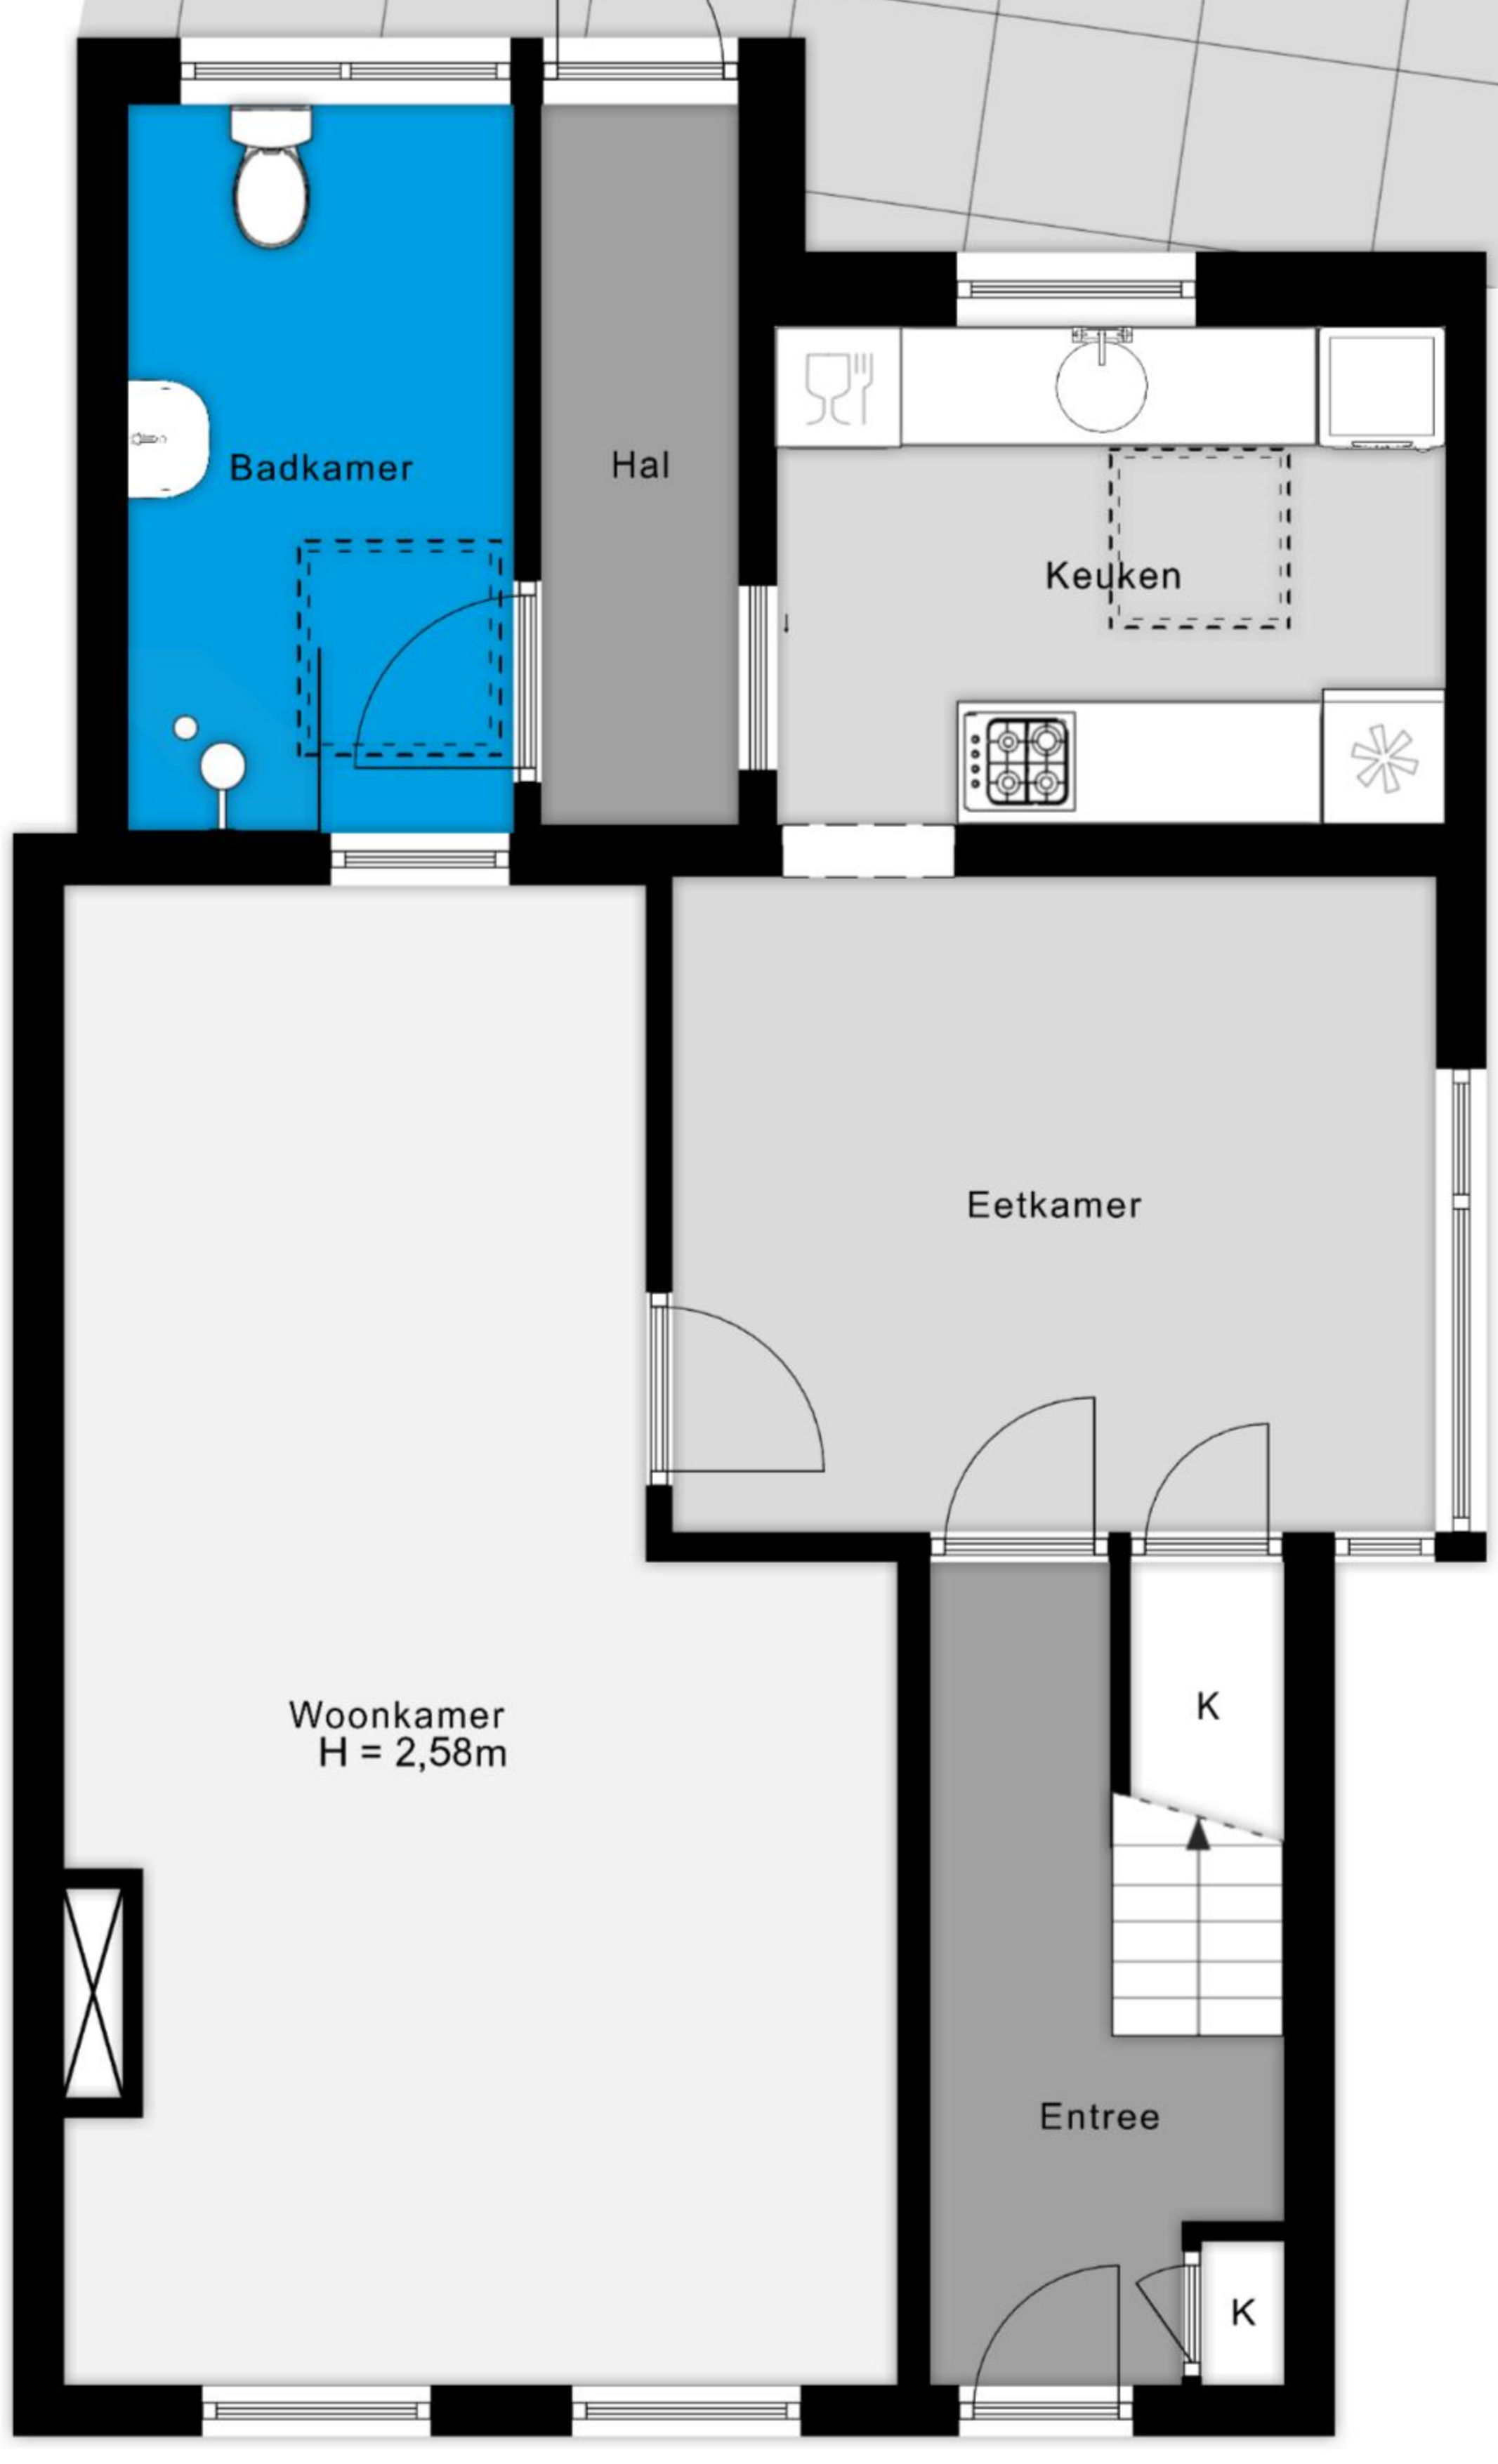 Badkamer
Hal
Keuken
Eetkamer
Woonkamer
H = 2,58m
K
Entree
K